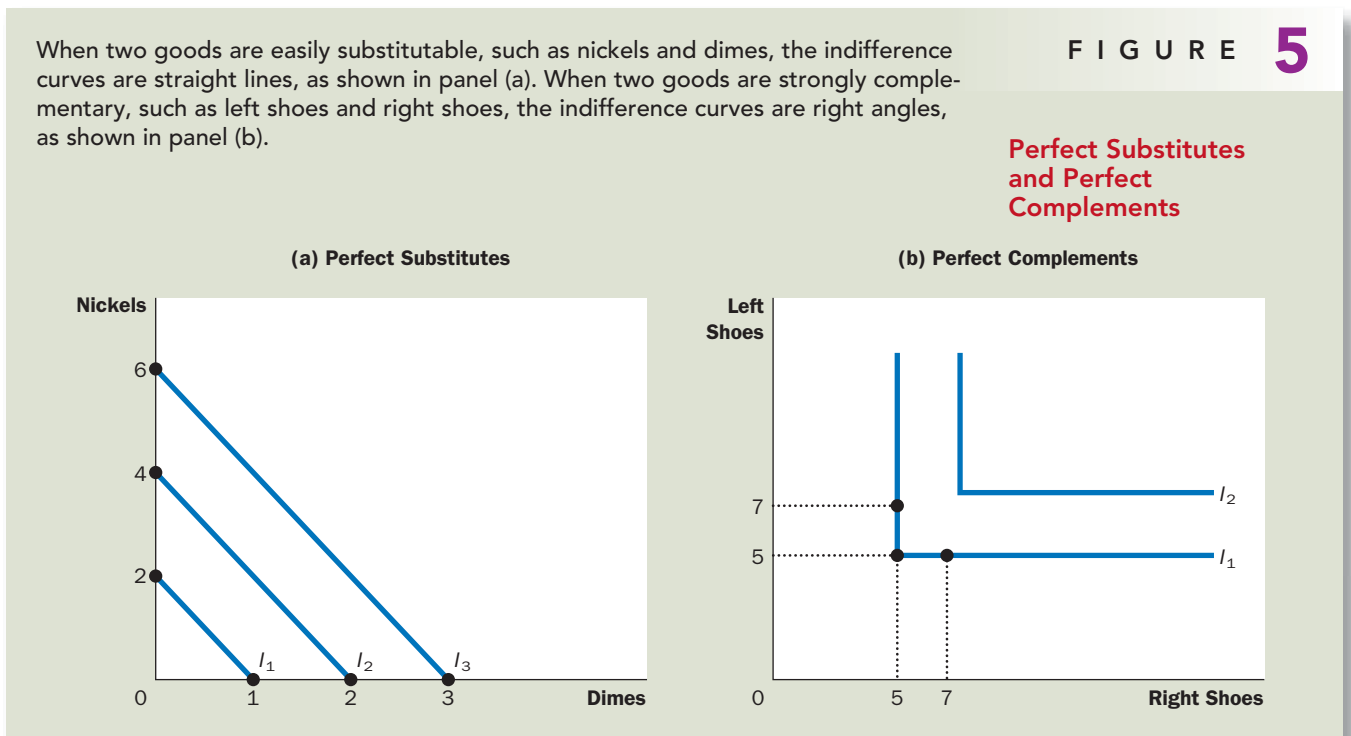 When two goods are easily substitutable, such as nickels and dimes, the indifference
curves are straight lines, as shown in panel (a). When two goods are strongly comple-
mentary, such as left shoes and right shoes, the indifference curves are right angles,
as shown in panel (b).
FIGURE 5
Perfect Substitutes
and Perfect
Complements
(a) Perfect Substitutes
Nickels
6
4
2
I1
I2
I3
0
1
2
3
Dimes
(b) Perfect Complements
Left
Shoes
7
5
I2
I1
0
5
7
Right Shoes